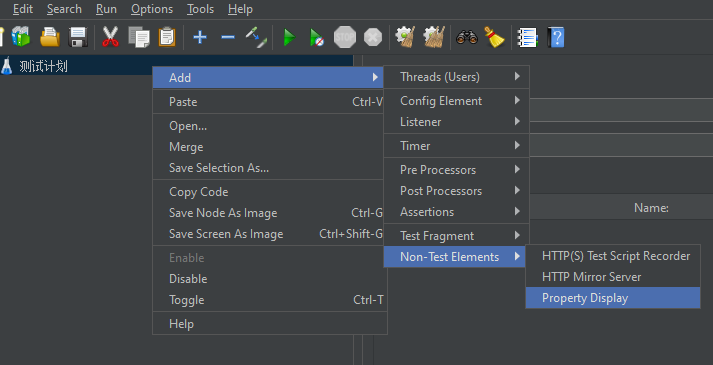 Edit Search Run Options Tools Help
STOP
测试计划
Add
Paste Ctrl-V
Open...
Merge
Save Selection As...
Copy Code
Save Node As Image Ctrl-G
Save Screen As Image Ctrl+Shift-G
Enable
Disable
Toggle Ctrl-T
Help
Threads (Users)
Config Element
Listener
Timer
Pre Processors
Post Processors
Assertions
Test Fragment
Non-Test Elements
HTTP(S) Test Script Recorder
HTTP Mirror Server
Property Display
Name: